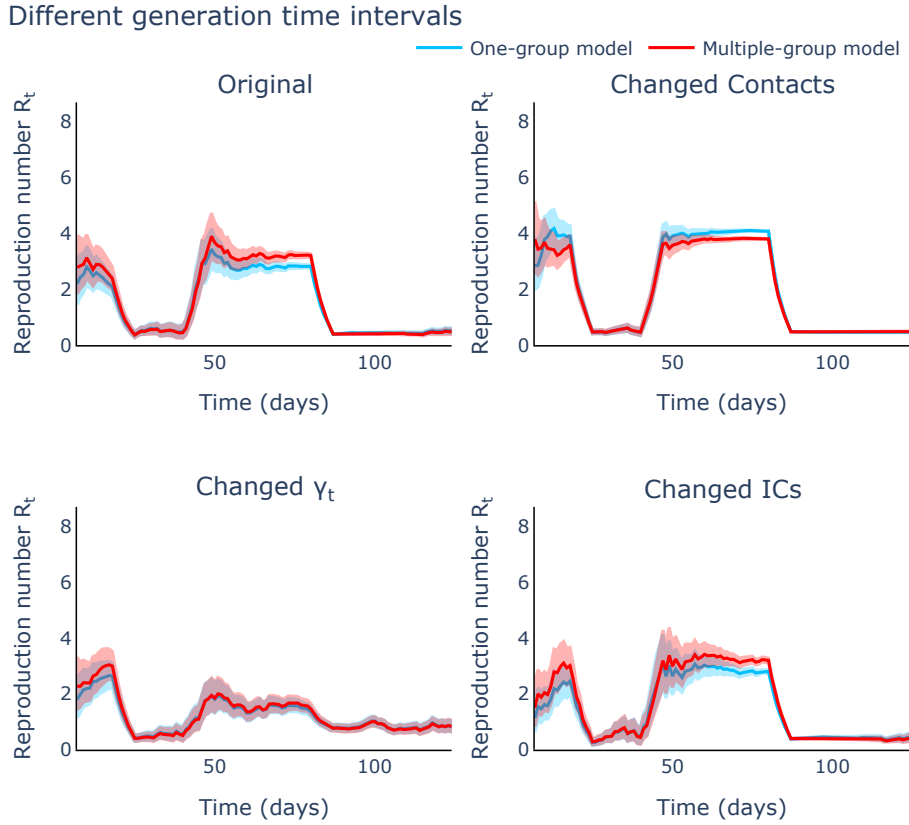 Different generation time intervals
One-group model
Multiple-group model
Original
Changed Contacts
Reproduction number Rₜ
8
6
4
2
0
50
100
Time (days)
Reproduction number Rₜ
8
6
4
2
0
50
100
Time (days)
Changed γₜ
Changed ICs
Reproduction number Rₜ
8
6
4
2
0
50
100
Time (days)
Reproduction number Rₜ
8
6
4
2
0
50
100
Time (days)